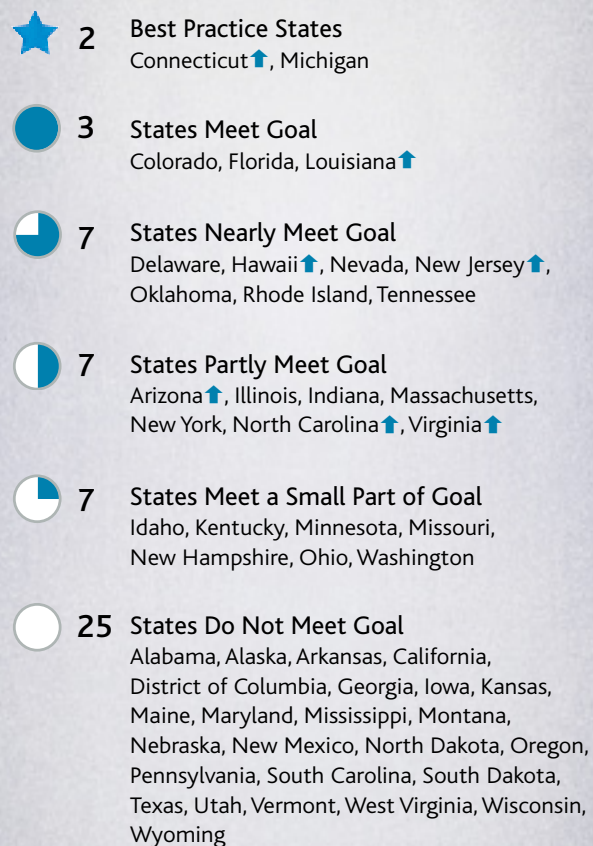 2 Best Practice States
Connecticut⬆, Michigan
3 States Meet Goal
Colorado, Florida, Louisiana⬆
7 States Nearly Meet Goal
Delaware, Hawaii⬆, Nevada, New Jersey⬆,
Oklahoma, Rhode Island, Tennessee
7 States Partly Meet Goal
Arizona⬆, Illinois, Indiana, Massachusetts,
New York, North Carolina⬆, Virginia⬆
7 States Meet a Small Part of Goal
Idaho, Kentucky, Minnesota, Missouri,
New Hampshire, Ohio, Washington
25 States Do Not Meet Goal
Alabama, Alaska, Arkansas, California,
District of Columbia, Georgia, Iowa, Kansas,
Maine, Maryland, Mississippi, Montana,
Nebraska, New Mexico, North Dakota, Oregon,
Pennsylvania, South Carolina, South Dakota,
Texas, Utah, Vermont, West Virginia, Wisconsin,
Wyoming